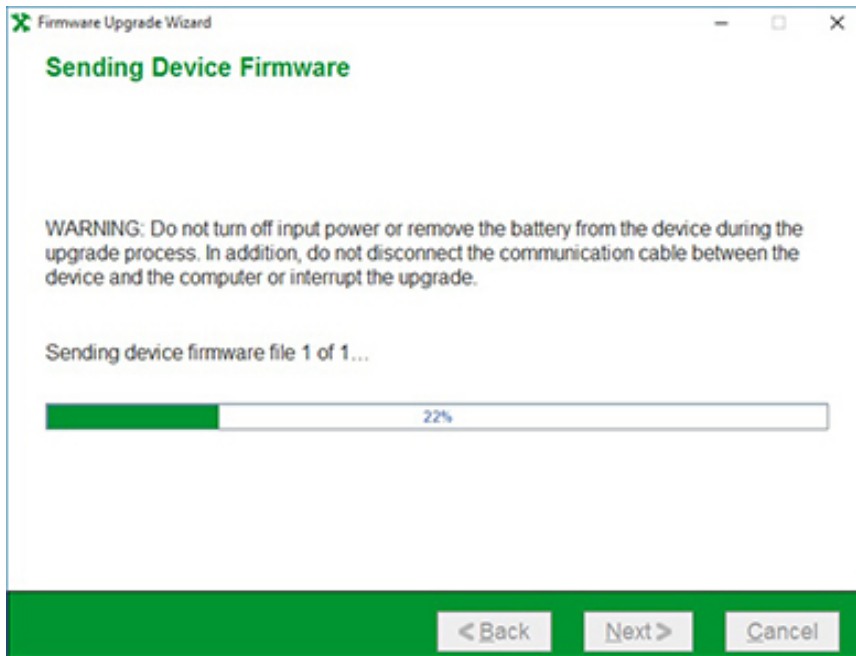 Firmware Upgrade Wizard
Sending Device Firmware
WARNING: Do not turn off input power or remove the battery from the device during the
upgrade process. In addition, do not disconnect the communication cable between the
device and the computer or interrupt the upgrade.
Sending device firmware file 1 of 1...
22%
< Back Next > Cancel